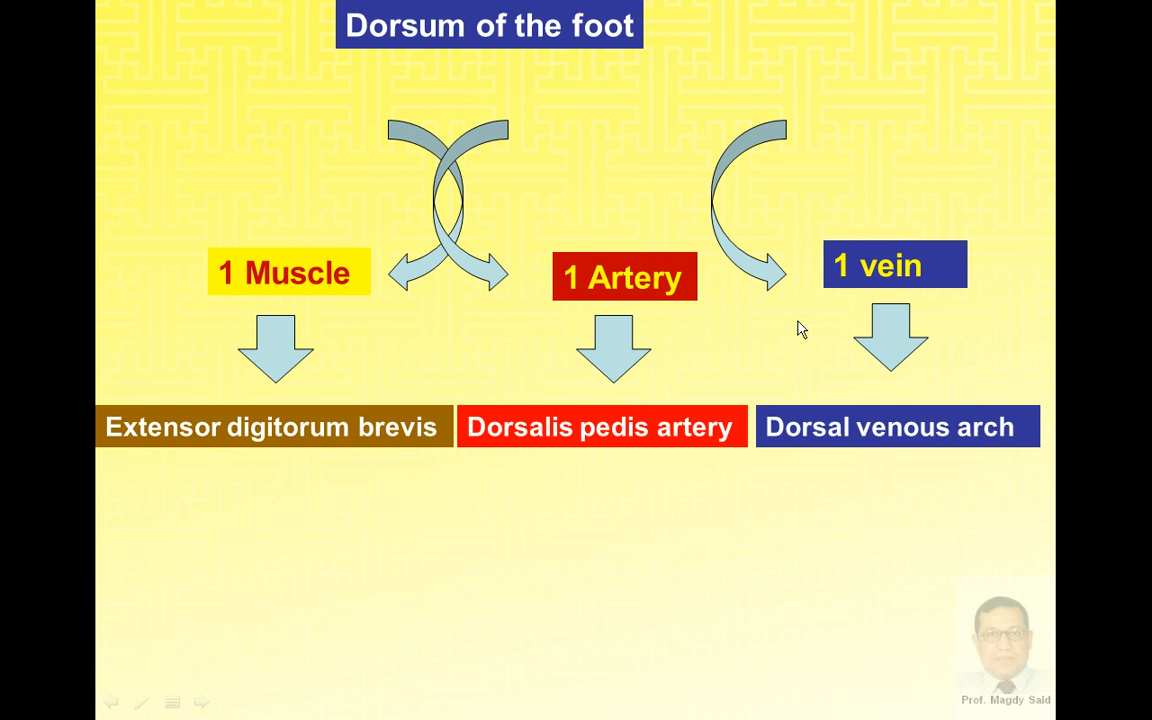 Dorsum of the foot
1 Muscle
1 Artery
1 vein
Extensor digitorum brevis
Dorsalis pedis artery
Dorsal venous arch
Prof. Magdy Said